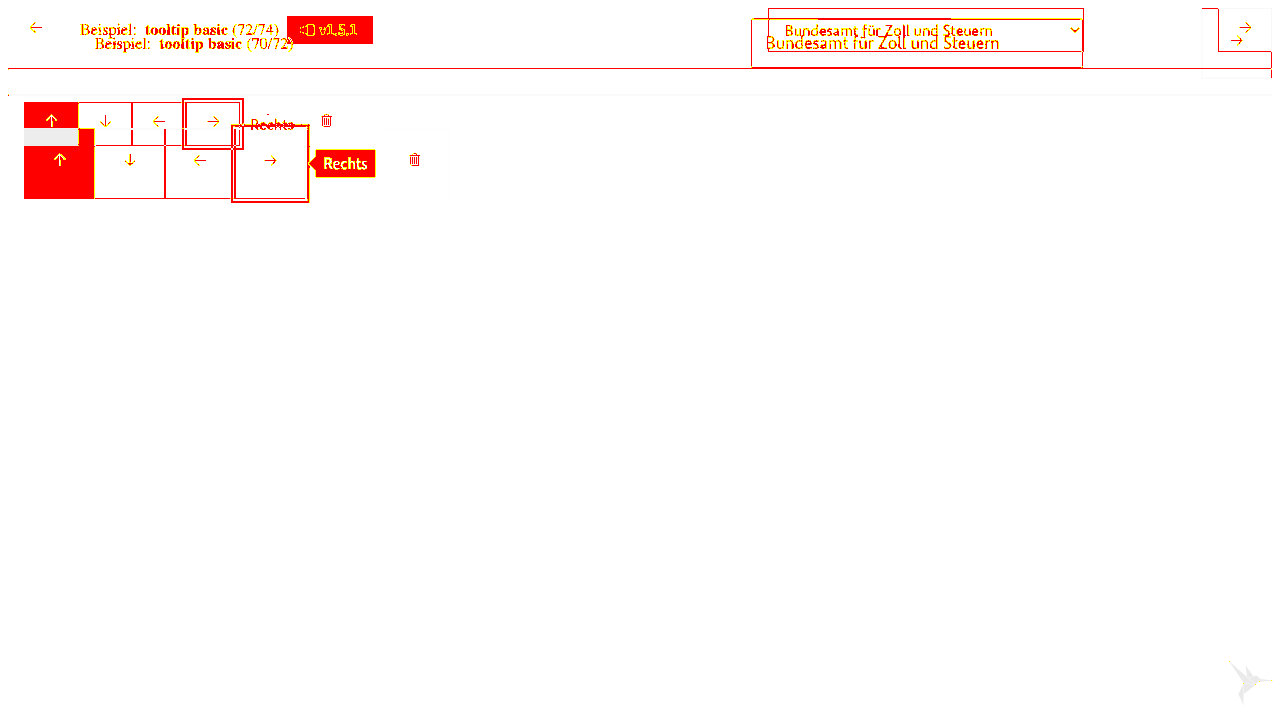 Beispiel: tooltip basic (72/74) v1.5.1
Beispiel: tooltip basic (70/72)
Bundesamt für Zoll und Steuern
Bundesamt für Zoll und Steuern
Rechts
Rechts